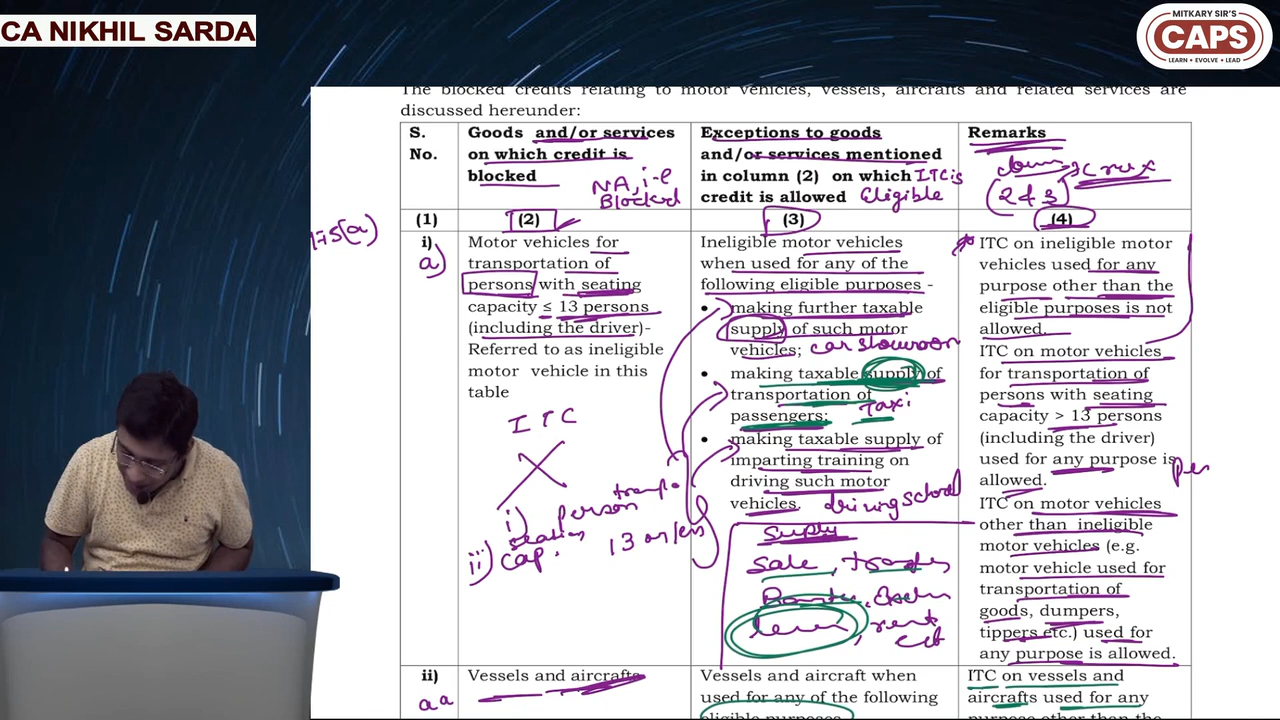 CA NIKHIL SARDA
MITKARY SIR'S
CAPS
LEARN • EVOLVE • LEAD
The blocked credits relating to motor vehicles, vessels, aircrafts and related services are
discussed hereunder:
S.
No.
Goods and/or services
on which credit is
blocked
NA, i-e
Blocked
Exceptions to goods
and/or services mentioned
in column (2) on which
credit is allowed
ITC is
Eligible
Remarks
crux
(2 & 3)
(1)
(2)
(3)
(4)
i)
a)
Motor vehicles for
transportation of
persons with seating
capacity ≤ 13 persons
(including the driver)-
Referred to as ineligible
motor vehicle in this
table
ITC
i) person
seating
ii) cap.
13 or less
Ineligible motor vehicles
when used for any of the
following eligible purposes -
• making further taxable
supply of such motor
vehicles;
car showroom
• making taxable supply of
transportation of
passengers;
Taxi
• making taxable supply of
imparting training on
driving such motor
vehicles.
driving school
Supply
Sale, transfer
Barter,
rent
ITC on ineligible motor
vehicles used for any
purpose other than the
eligible purposes is not
allowed.
ITC on motor vehicles
for transportation of
persons with seating
capacity > 13 persons
(including the driver)
used for any purpose is
allowed.
ITC on motor vehicles
other than ineligible
motor vehicles (e.g.
motor vehicle used for
transportation of
goods, dumpers,
tippers etc.) used for
any purpose is allowed.
ii)
aa
Vessels and aircrafts
Vessels and aircraft when
used for any of the following
eligible purposes
ITC on vessels and
aircrafts used for any
purpose other than the